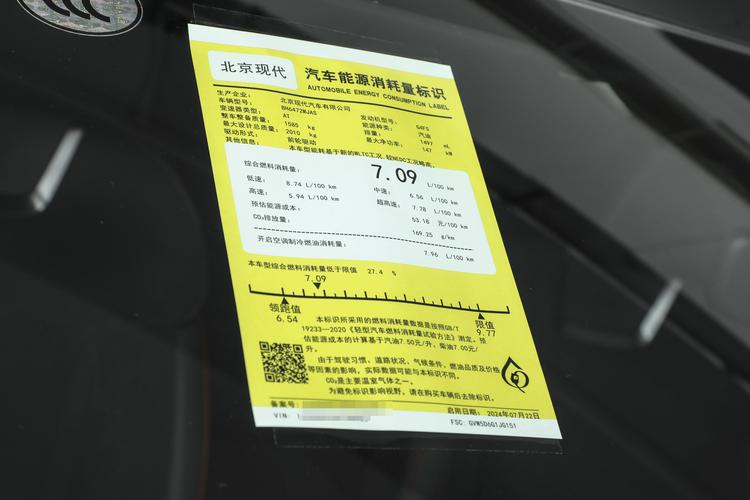 北京现代
汽车能源消耗量标识
AUTOMOBILE ENERGY CONSUMPTION LABEL
生产企业: 北京现代汽车有限公司
车辆型号: BH6472MJAS 发动机型号: G4FS
变速器类型: AT 能源种类: 汽油
整车整备质量: 1585 kg 排量: 1497 mL
最大设计总质量: 2010 kg 最大净功率: 147 kW
驱动形式: 前轮驱动
其他信息: 本车型能耗基于新的WLTC工况,较NEDC工况略高。
综合燃料消耗量: 7.09 L/100 km
低速: 8.74 L/100 km 中速: 6.56 L/100 km
高速: 5.94 L/100 km 超高速: 7.78 L/100 km
预估能源成本: 53.18 元/100 km
CO₂排放量: 169.25 g/km
开启空调制冷燃油消耗量: 7.96 L/100 km
本车型综合燃料消耗量低于限值 27.4 %
7.09
领跑值
6.54
限值
9.77
本标识所采用的燃料消耗量数据是按照GB/T
19233—2020《轻型汽车燃料消耗量试验方法》测定,预
估能源成本的计算基于汽油7.50元/升,柴油7.00元/
升。
由于驾驶习惯、道路状况、气候条件、燃油品质及价格
等因素的影响,实际数据可能与本标识不同。
CO₂是主要温室气体之一。
为避免标识影响视野,请在购买车辆后去除标识。
备案号:
启用日期: 2024年07月22日
VIN: FSC: GVM5D6G1JG151